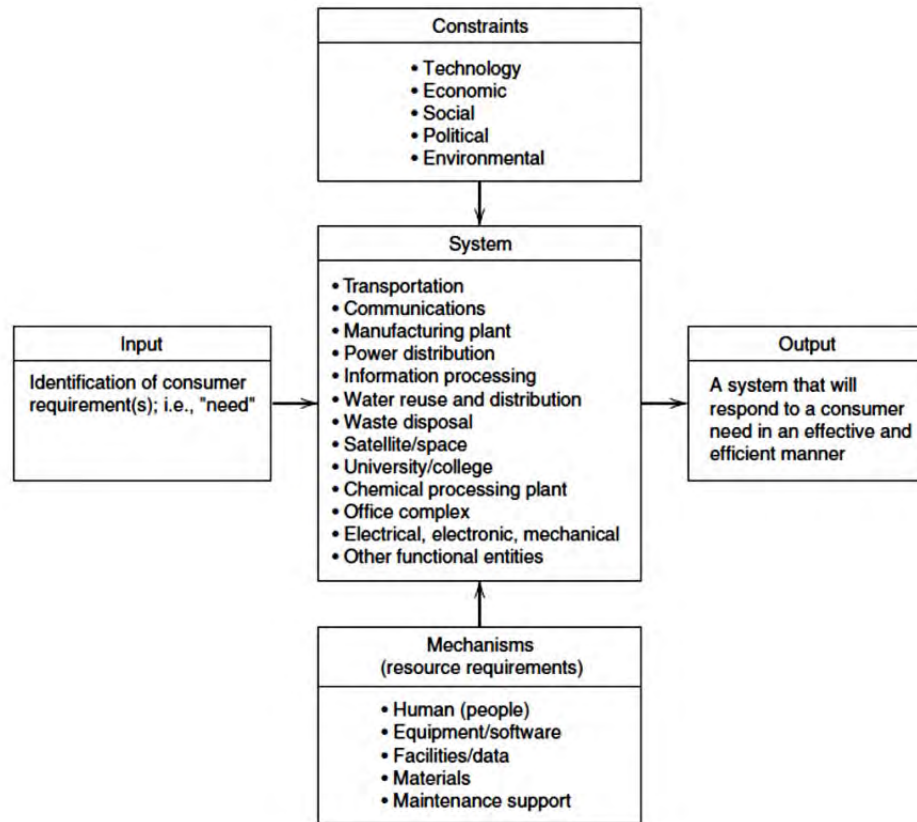 Constraints
• Technology
• Economic
• Social
• Political
• Environmental
System
• Transportation
• Communications
• Manufacturing plant
• Power distribution
• Information processing
• Water reuse and distribution
• Waste disposal
• Satellite/space
• University/college
• Chemical processing plant
• Office complex
• Electrical, electronic, mechanical
• Other functional entities
Input
Identification of consumer
requirement(s); i.e., "need"
Output
A system that will
respond to a consumer
need in an effective and
efficient manner
Mechanisms
(resource requirements)
• Human (people)
• Equipment/software
• Facilities/data
• Materials
• Maintenance support